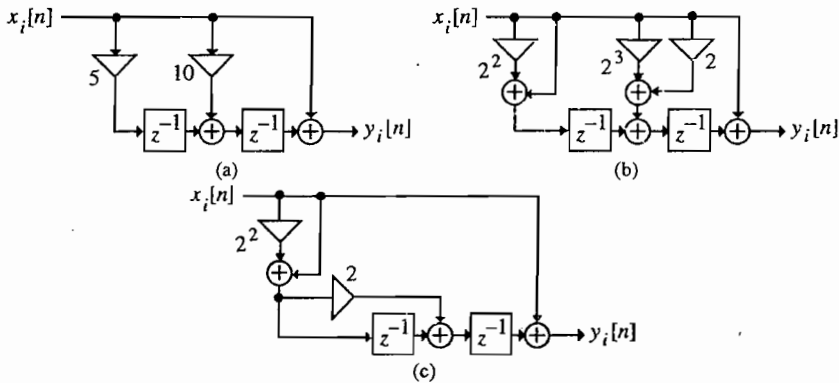 x_i[n]
5
10
z^{-1}
z^{-1}
y_i[n]
(a)
x_i[n]
2^2
2^3
2
z^{-1}
z^{-1}
y_i[n]
(b)
x_i[n]
2^2
2
z^{-1}
z^{-1}
y_i[n]
(c)